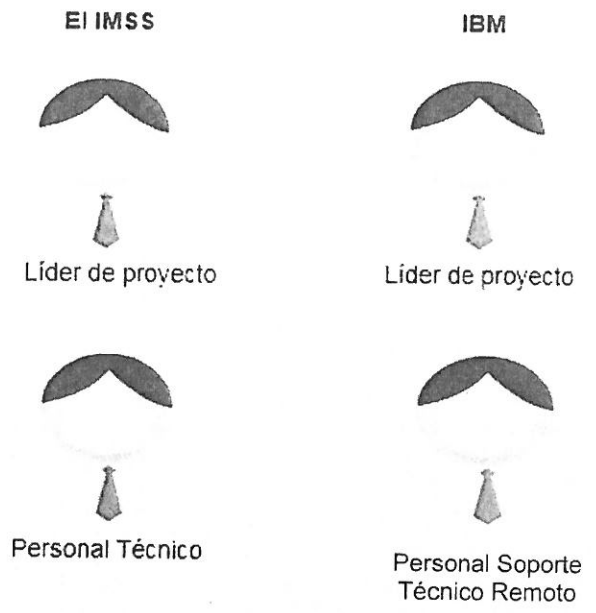 El IMSS
IBM
Líder de proyecto
Líder de proyecto
Personal Técnico
Personal Soporte
Técnico Remoto